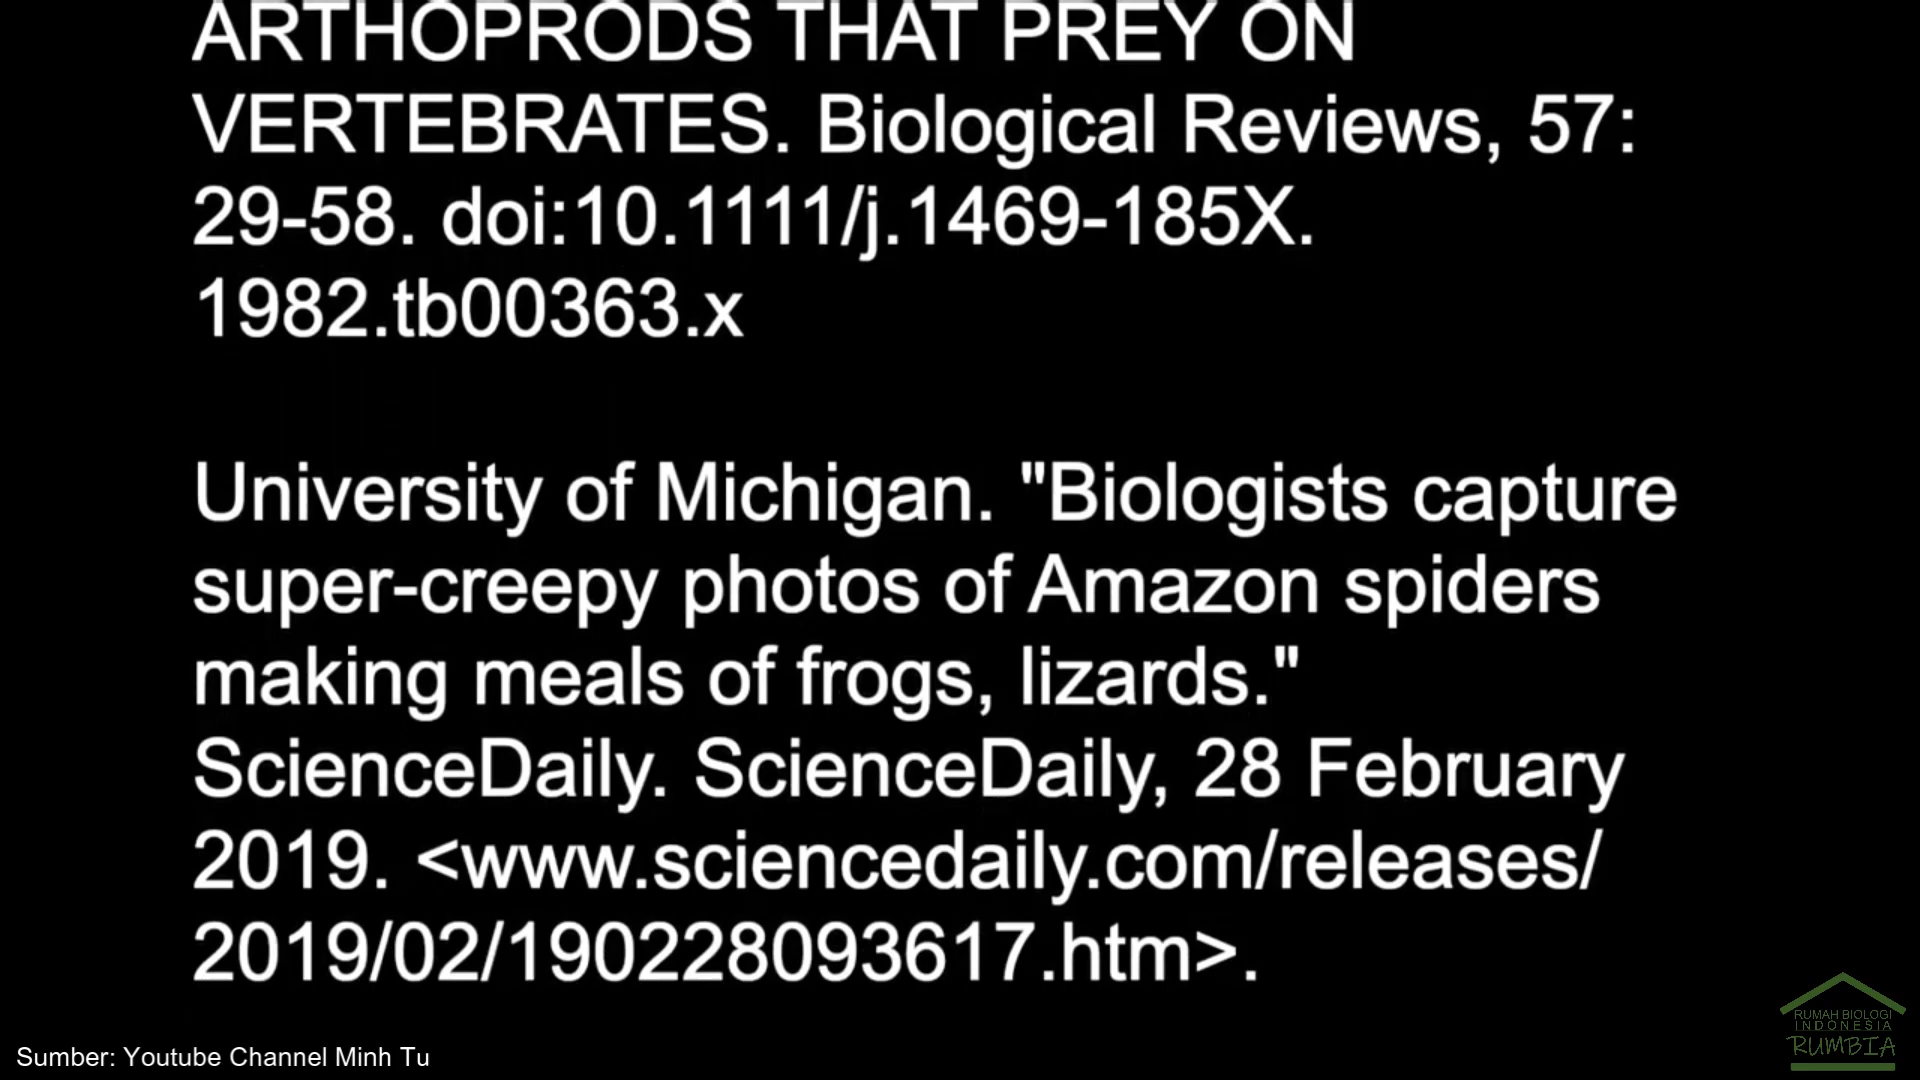 ARTHOPRODS THAT PREY ON
VERTEBRATES. Biological Reviews, 57:
29-58. doi:10.1111/j.1469-185X.
1982.tb00363.x
University of Michigan. "Biologists capture
super-creepy photos of Amazon spiders
making meals of frogs, lizards."
ScienceDaily. ScienceDaily, 28 February
2019. <www.sciencedaily.com/releases/
2019/02/190228093617.htm>.
Sumber: Youtube Channel Minh Tu
RUMAH BIOLOGI
INDONESIA
RUMBIA